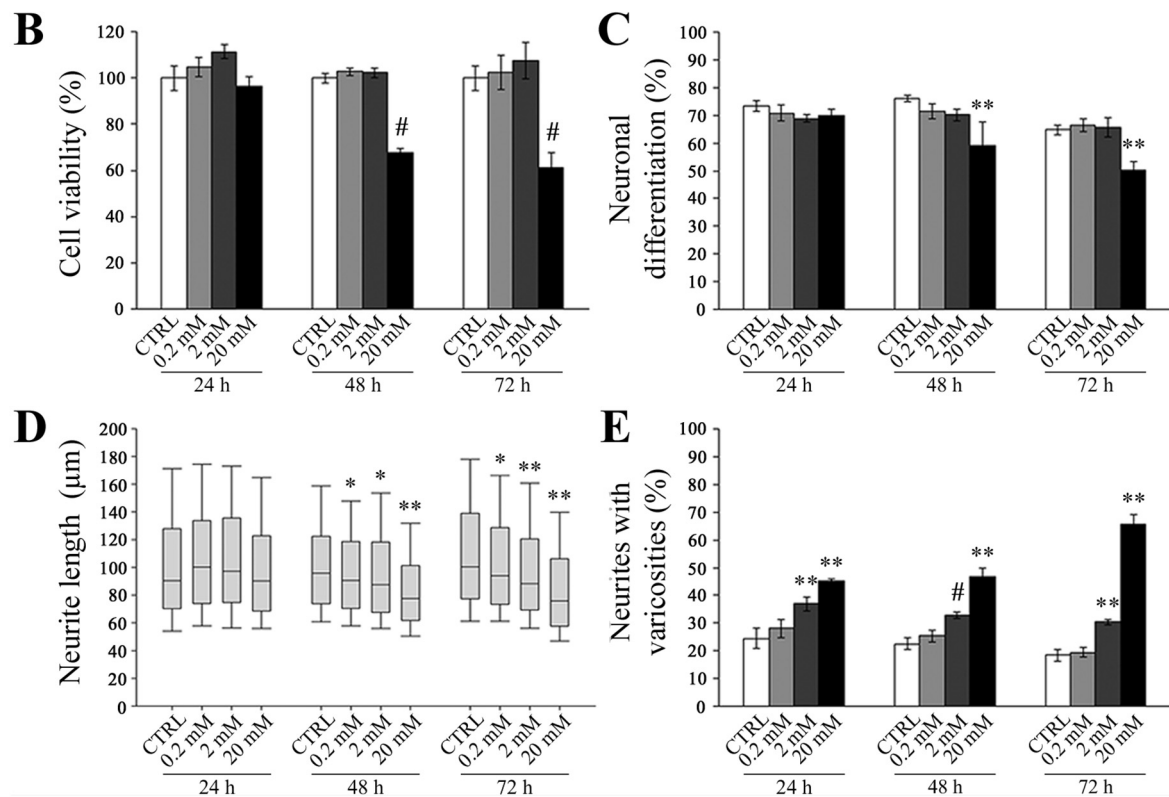 B
Cell viability (%)
120
100
80
60
40
20
0
#
#
CTRL
0.2 mM
2 mM
20 mM
CTRL
0.2 mM
2 mM
20 mM
CTRL
0.2 mM
2 mM
20 mM
24 h
48 h
72 h
C
Neuronal
differentiation (%)
100
90
80
70
60
50
40
30
20
10
0
**
**
CTRL
0.2 mM
2 mM
20 mM
CTRL
0.2 mM
2 mM
20 mM
CTRL
0.2 mM
2 mM
20 mM
24 h
48 h
72 h
D
Neurite length (µm)
200
180
160
140
120
100
80
60
40
20
0
*
*
**
*
**
**
CTRL
0.2 mM
2 mM
20 mM
CTRL
0.2 mM
2 mM
20 mM
CTRL
0.2 mM
2 mM
20 mM
24 h
48 h
72 h
E
Neurites with
varicosities (%)
100
90
80
70
60
50
40
30
20
10
0
**
**
#
**
**
**
CTRL
0.2 mM
2 mM
20 mM
CTRL
0.2 mM
2 mM
20 mM
CTRL
0.2 mM
2 mM
20 mM
24 h
48 h
72 h